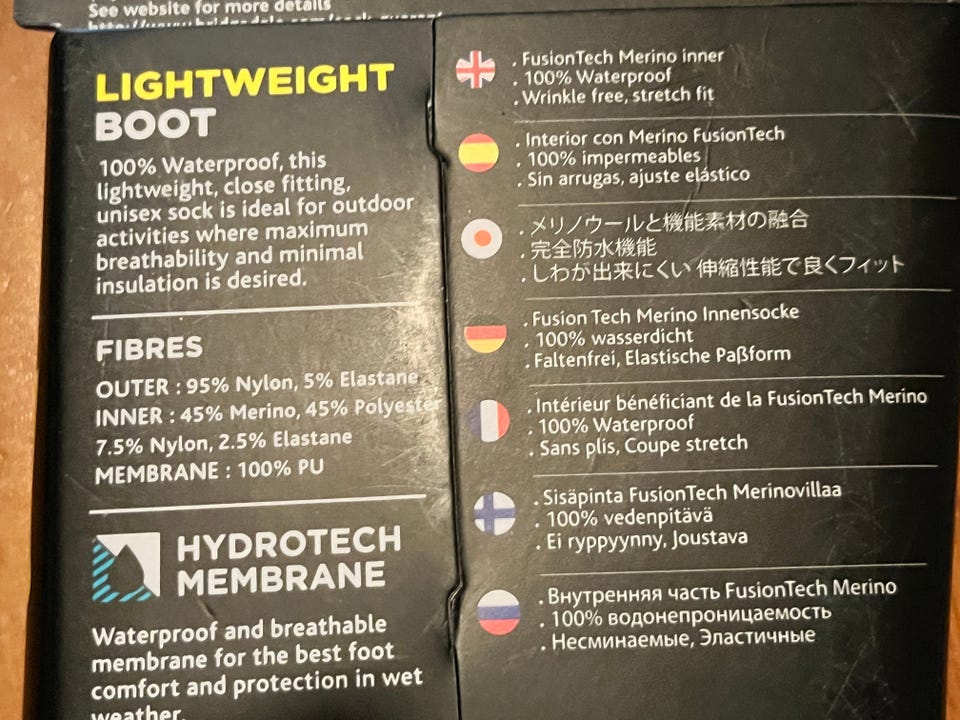 See website for more details
LIGHTWEIGHT
BOOT
100% Waterproof, this
lightweight, close fitting,
unisex sock is ideal for outdoor
activities where maximum
breathability and minimal
insulation is desired.
FIBRES
OUTER : 95% Nylon, 5% Elastane
INNER : 45% Merino, 45% Polyester
7.5% Nylon, 2.5% Elastane
MEMBRANE : 100% PU
HYDROTECH
MEMBRANE
Waterproof and breathable
membrane for the best foot
comfort and protection in wet
weather.
. FusionTech Merino inner
. 100% Waterproof
. Wrinkle free, stretch fit
. Interior con Merino FusionTech
. 100% impermeables
. Sin arrugas, ajuste elástico
. メリノウールと機能素材の融合
. 完全防水機能
. しわが出来にくい 伸縮性能で良くフィット
. Fusion Tech Merino Innensocke
. 100% wasserdicht
. Faltenfrei, Elastische Paßform
. Intérieur bénéficiant de la FusionTech Merino
. 100% Waterproof
. Sans plis, Coupe stretch
. Sisäpinta FusionTech Merinovillaa
. 100% vedenpitävä
. Ei ryppyynny, Joustava
. Внутренняя часть FusionTech Merino
. 100% водонепроницаемость
. Несминаемые, Эластичные